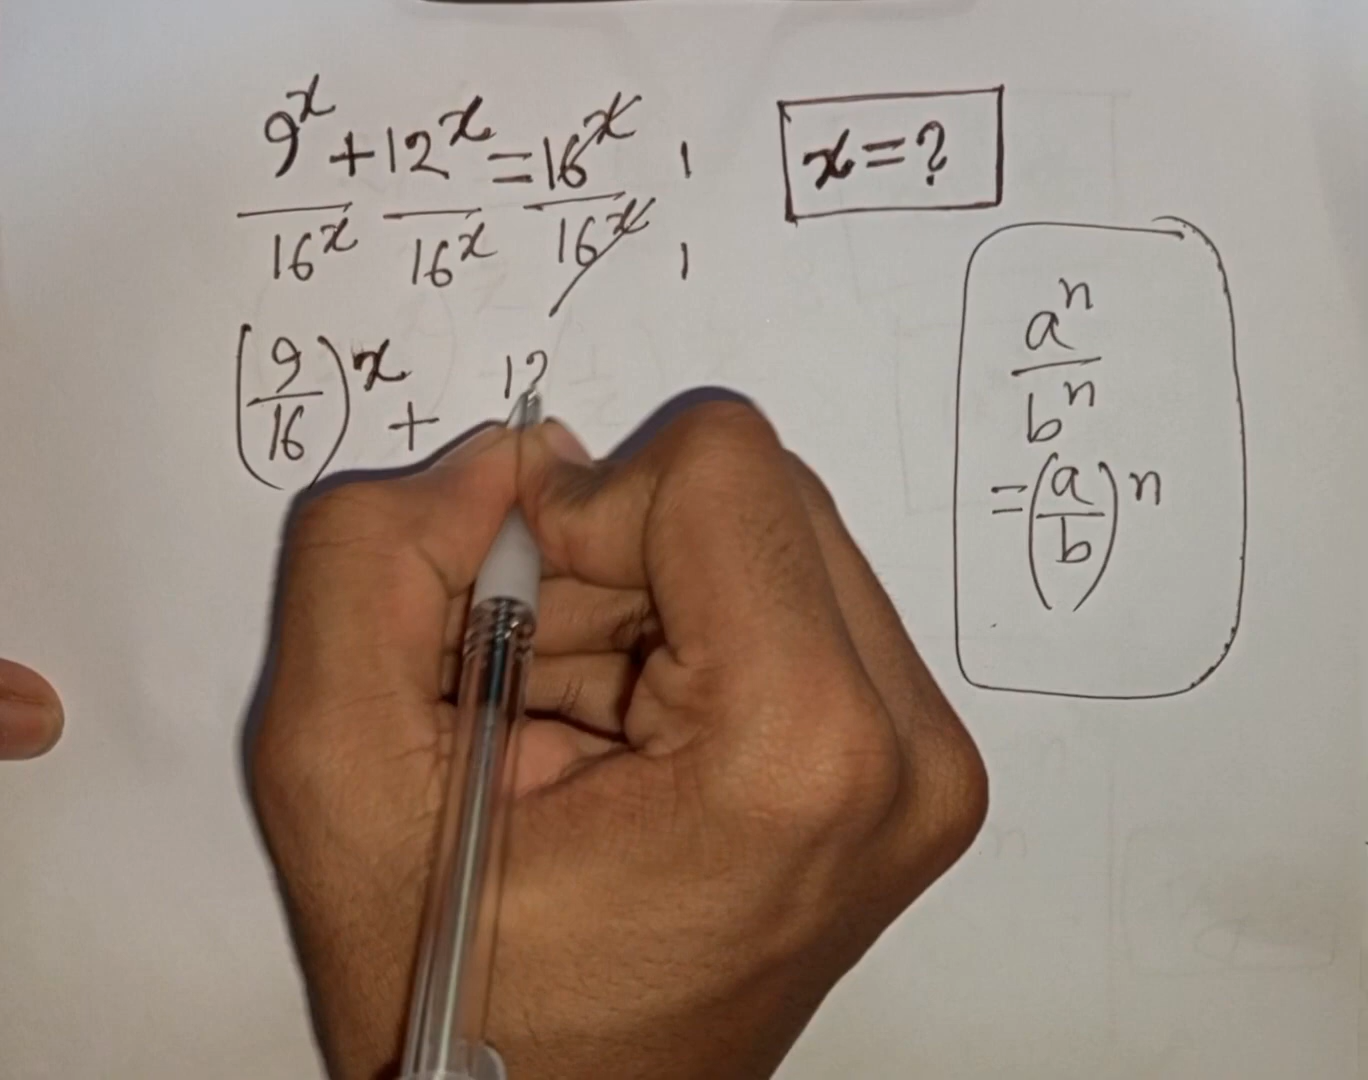 9^x + 12^x = 16^x ;
x = ?
16^x 16^x 16^x
(9/16)^x + 12
a^n
b^n
= (a/b)^n